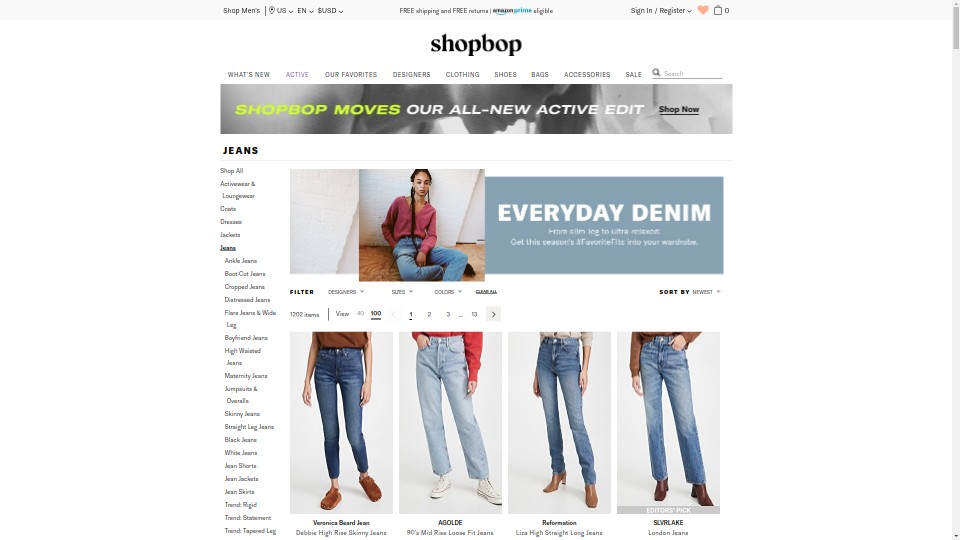 Shop Men's US EN $USD
FREE shipping and FREE returns | amazon prime eligible
Sign In / Register 0
shopbop
WHAT'S NEW ACTIVE OUR FAVORITES DESIGNERS CLOTHING SHOES BAGS ACCESSORIES SALE Search
SHOPBOP MOVES OUR ALL-NEW ACTIVE EDIT Shop Now
JEANS
Shop All
Activewear &
Loungewear
Coats
Dresses
Jackets
Jeans
Ankle Jeans
Boot Cut Jeans
Cropped Jeans
Distressed Jeans
Flare Jeans & Wide
Leg
Boyfriend Jeans
High Waisted
Jeans
Maternity Jeans
Jumpsuits &
Overalls
Skinny Jeans
Straight Leg Jeans
Black Jeans
White Jeans
Jean Shorts
Jean Jackets
Jean Skirts
Trend: Rigid
Trend: Statement
Trend: Tapered Leg
EVERYDAY DENIM
From slim leg to ultra relaxed:
Get this season's #FavoriteFits into your wardrobe.
FILTER DESIGNERS SIZES COLORS CLEAR ALL SORT BY NEWEST
1202 items View 40 100 1 2 3 ... 13
EDITORS' PICK
Veronica Beard Jean
Debbie High Rise Skinny Jeans
AGOLDE
90's Mid Rise Loose Fit Jeans
Reformation
Liza High Straight Long Jeans
SLVRLAKE
London Jeans